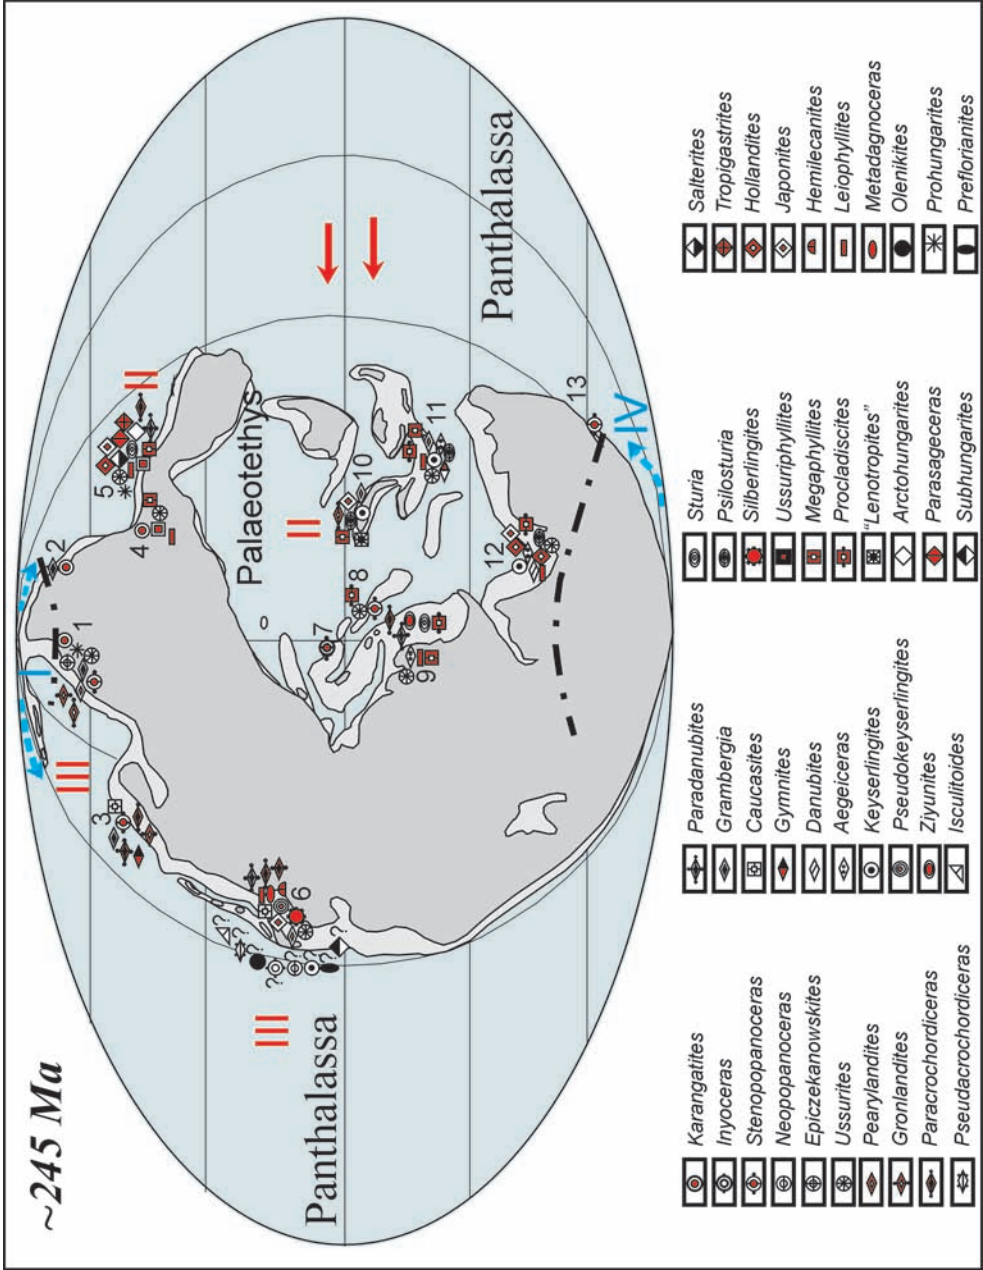 ~245 Ma
Panthalassa
Panthalassa
Palaeotethys
I
II
II
III
III
IV
1
2
3
4
5
6
7
8
9
10
11
12
13
? ? ? ? ? ? ? ?
Karangatites
Inyoceras
Stenopopanoceras
Neopopanoceras
Epiczekanowskites
Ussurites
Pearylandites
Gronlandites
Paracrochordiceras
Pseudacrochordiceras
Paradanubites
Grambergia
Caucasites
Gymnites
Danubites
Aegeiceras
Keyserlingites
Pseudokeyserlingites
Ziyunites
Isculitoides
Sturia
Psilosturia
Silberlingites
Ussuriphyllites
Megaphyllites
Procladiscites
"Lenotropites"
Arctohungarites
Parasageceras
Subhungarites
Salterites
Tropigastrites
Hollandites
Japonites
Hemilecanites
Leiophyllites
Metadagnoceras
Olenikites
Prohungarites
Preflorianites